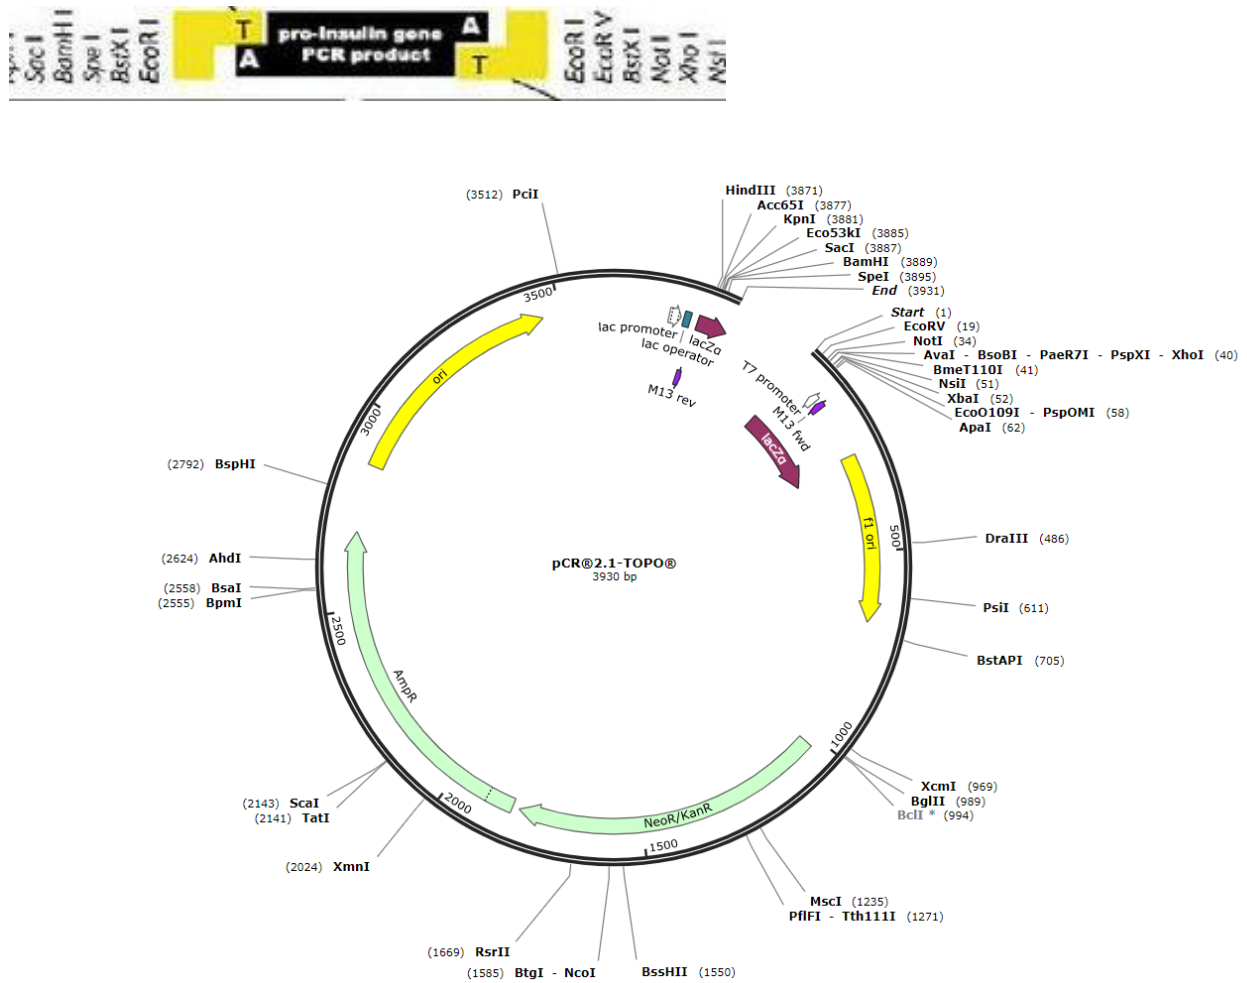 Sac I
BamH I
Spe I
BstX I
EcoR I
T
A
pro-Insulin gene
PCR product
A
T
EcoR I
EcoR V
BstX I
Not I
Xho I
Nsi I
(3512) PciI
HindIII (3871)
Acc65I (3877)
KpnI (3881)
Eco53kI (3885)
SacI (3887)
BamHI (3889)
SpeI (3895)
End (3931)
Start (1)
EcoRV (19)
NotI (34)
AvaI - BsoBI - PaeR7I - PspXI - XhoI (40)
BmeT110I (41)
NsiI (51)
XbaI (52)
EcoO109I - PspOMI (58)
ApaI (62)
3500
lac promoter
lacZα
lac operator
M13 rev
T7 promoter
M13 fwd
lacZα
ori
3000
(2792) BspHI
f1 ori
500
DraIII (486)
(2624) AhdI
pCR®2.1-TOPO®
3930 bp
(2558) BsaI
(2555) BpmI
PsiI (611)
2500
BstAPI (705)
AmpR
1000
XcmI (969)
BglII (989)
BclI * (994)
(2143) ScaI
(2141) TatI
2000
NeoR/KanR
1500
(2024) XmnI
MscI (1235)
PflFI - Tth111I (1271)
(1669) RsrII
(1585) BtgI - NcoI
BssHII (1550)